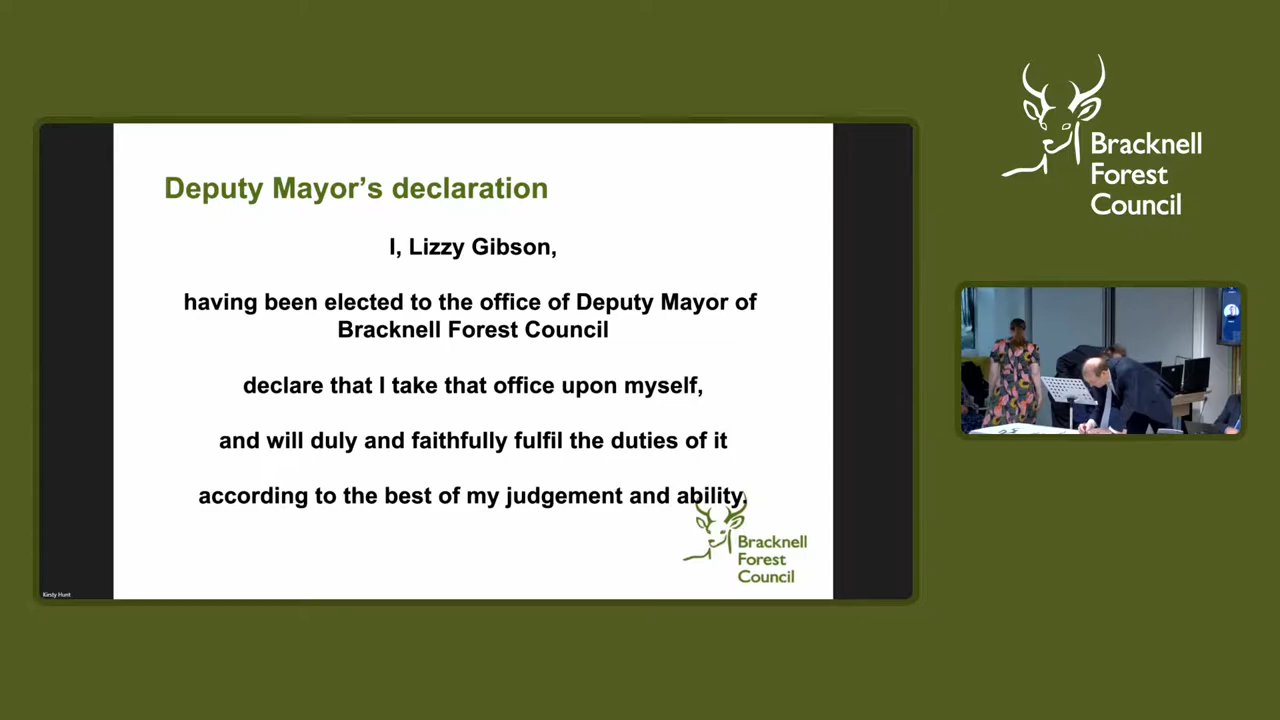 Deputy Mayor’s declaration
I, Lizzy Gibson,
having been elected to the office of Deputy Mayor of
Bracknell Forest Council
declare that I take that office upon myself,
and will duly and faithfully fulfil the duties of it
according to the best of my judgement and ability.
Bracknell
Forest
Council
Kirsty Hunt
Bracknell
Forest
Council